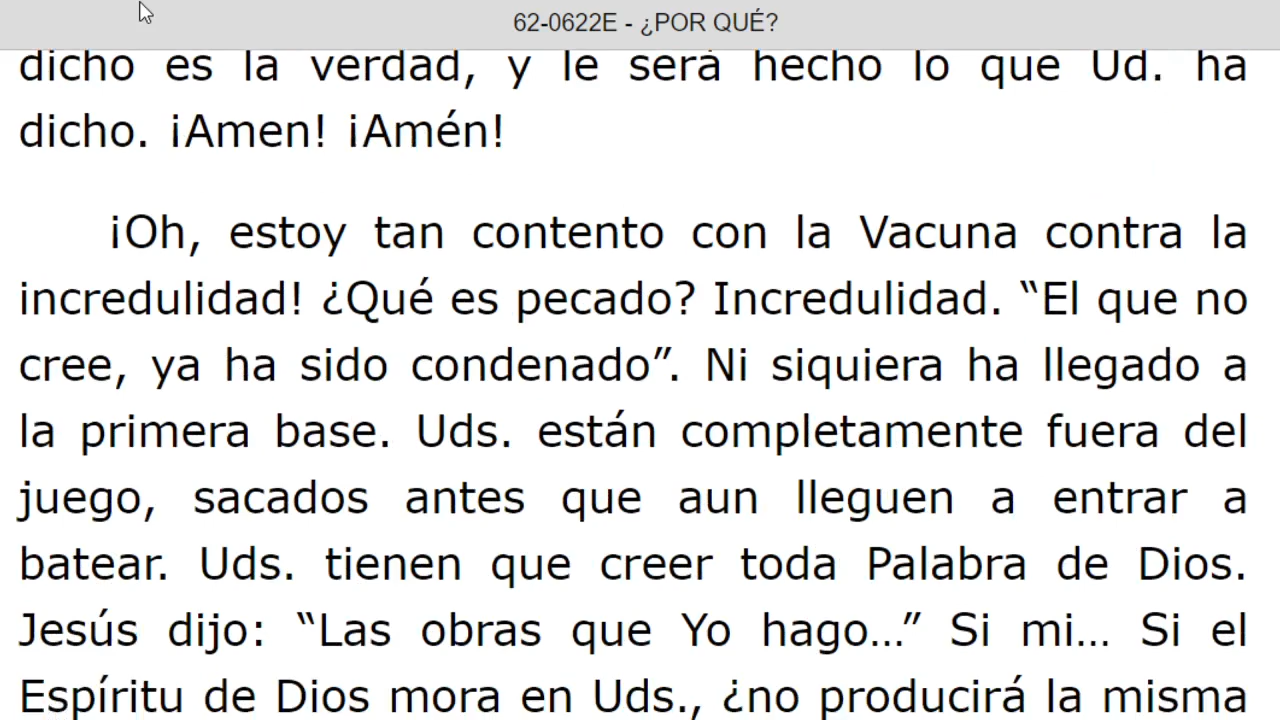 62-0622E - ¿POR QUÉ?
dicho es la verdad, y le será hecho lo que Ud. ha
dicho. ¡Amen! ¡Amén!
¡Oh, estoy tan contento con la Vacuna contra la
incredulidad! ¿Qué es pecado? Incredulidad. “El que no
cree, ya ha sido condenado”. Ni siquiera ha llegado a
la primera base. Uds. están completamente fuera del
juego, sacados antes que aun lleguen a entrar a
batear. Uds. tienen que creer toda Palabra de Dios.
Jesús dijo: “Las obras que Yo hago…” Si mi… Si el
Espíritu de Dios mora en Uds., ¿no producirá la misma